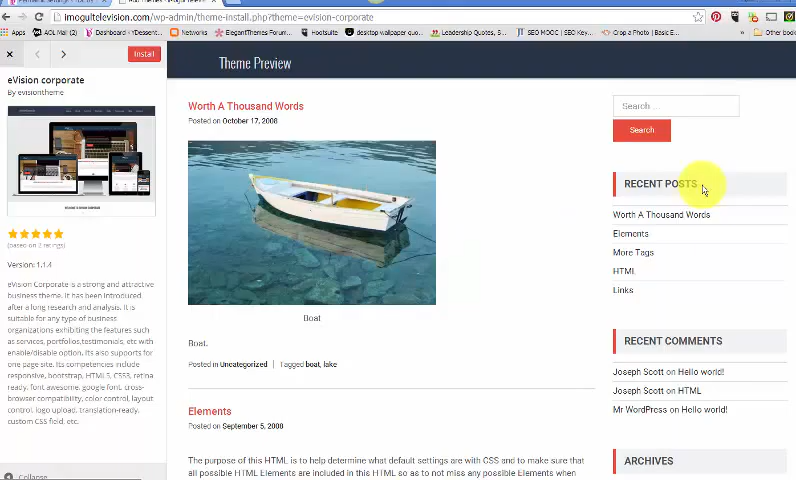 imogultelevision.com/wp-admin/theme-install.php?theme=evision-corporate
Apps
AOL Mail (2)
Dashboard ‹ YDessent...
Networks
ElegantThemes Forum...
Hootsuite
desktop wallpaper quo...
Leadership Quotes, S...
SEO MOOC | SEO Key...
Crop a Photo | Basic E...
»
Other books
Install
eVision corporate
By evisiontheme
(based on 2 ratings)
Version: 1.1.4
eVision Corporate is a strong and attractive
business theme. It has been introduced
after a long research and analysis. It is
suitable for any type of business
organizations exhibiting the features such
as services, portfolios,testimonials, etc with
enable/disable option. Its also supports for
one page site. Its competencies include
responsive, bootstrap, HTML5, CSS3, retina
ready, font awesome, google font, cross-
browser compatibility, color control, layout
control, logo upload, translation-ready,
custom CSS field, etc.
Collapse
Theme Preview
Worth A Thousand Words
Posted on October 17, 2008
Boat
Boat.
Posted in Uncategorized | Tagged boat, lake
Elements
Posted on September 5, 2008
The purpose of this HTML is to help determine what default settings are with CSS and to make sure that
all possible HTML Elements are included in this HTML so as to not miss any possible Elements when
Search …
Search
RECENT POSTS
Worth A Thousand Words
Elements
More Tags
HTML
Links
RECENT COMMENTS
Joseph Scott on Hello world!
Joseph Scott on HTML
Mr WordPress on Hello world!
ARCHIVES